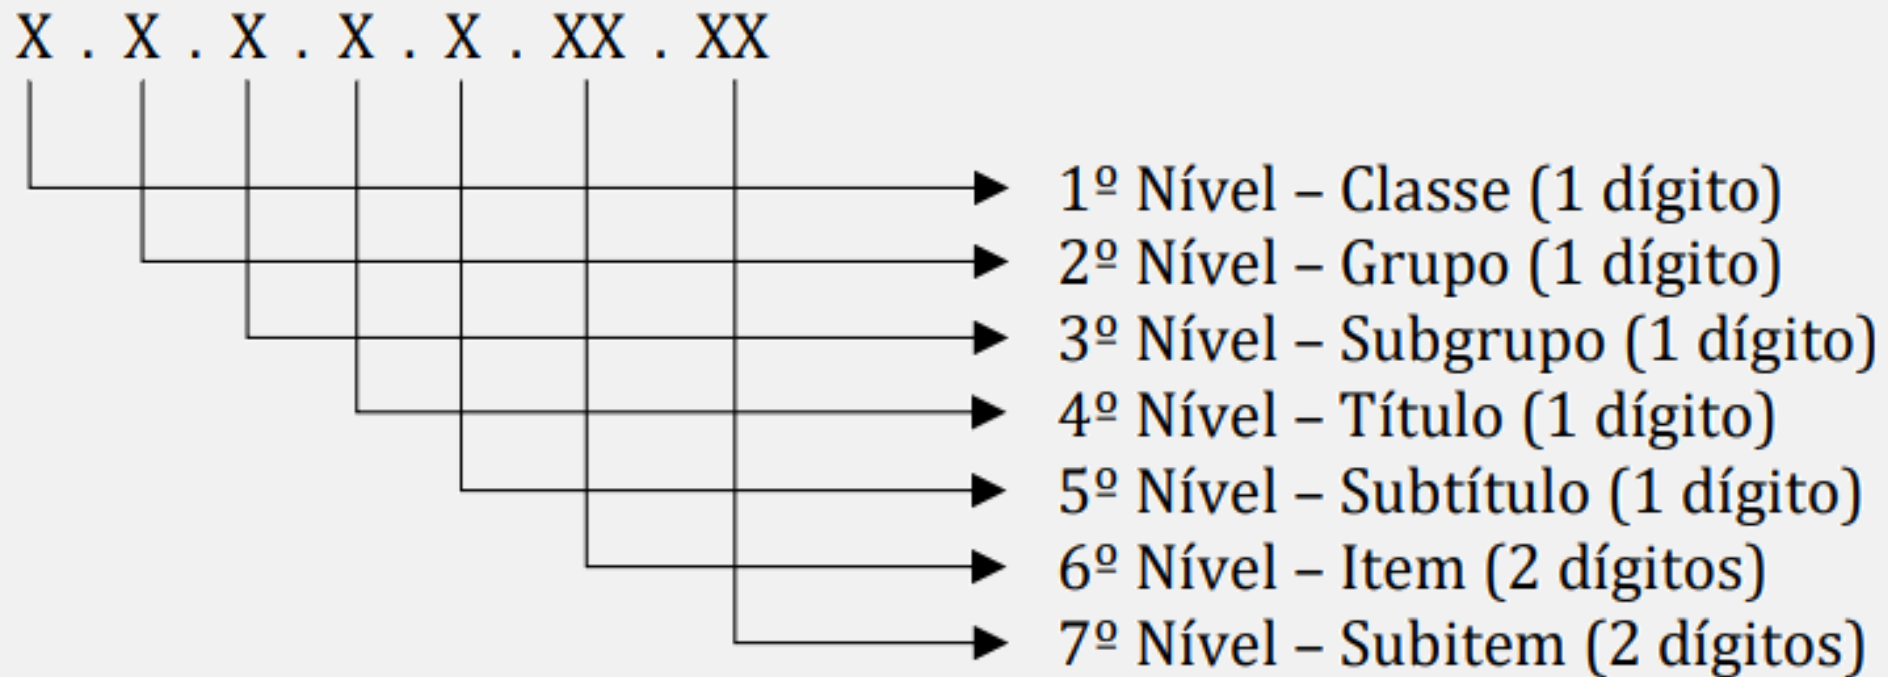 X . X . X . X . X . XX . XX
1º Nível – Classe (1 dígito)
2º Nível – Grupo (1 dígito)
3º Nível – Subgrupo (1 dígito)
4º Nível – Título (1 dígito)
5º Nível – Subtítulo (1 dígito)
6º Nível – Item (2 dígitos)
7º Nível – Subitem (2 dígitos)